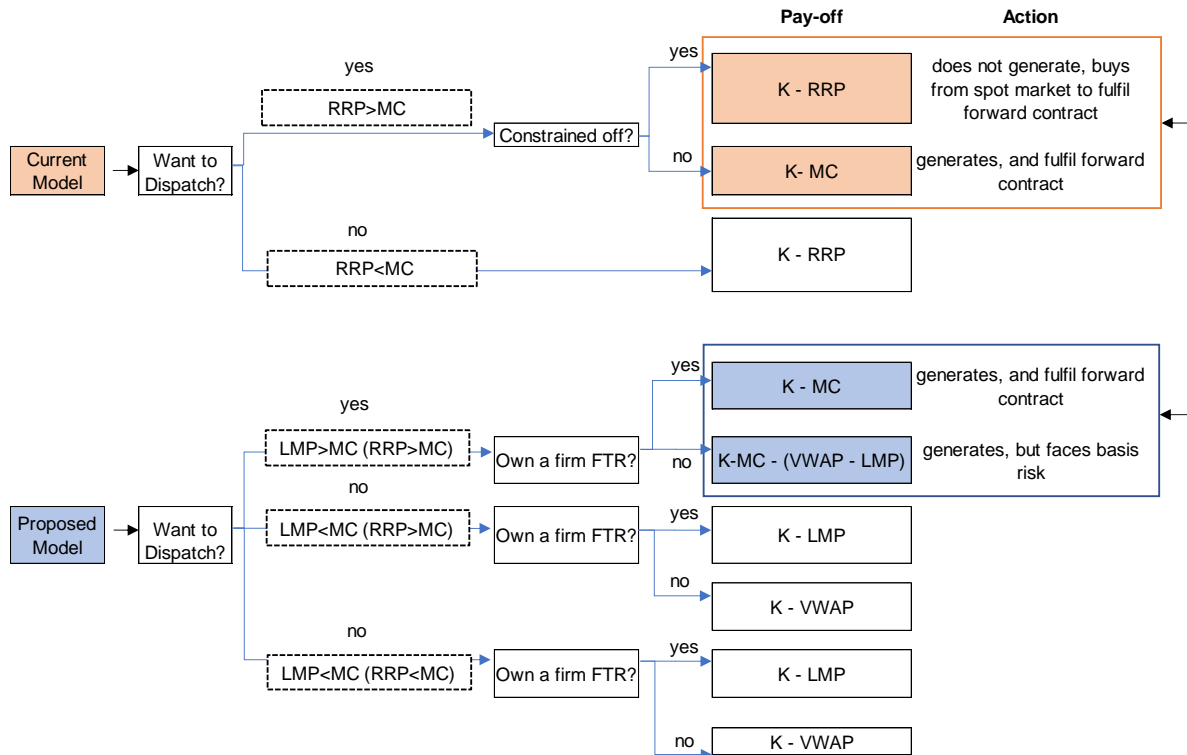 Pay-off
Action
yes
RRP>MC
Constrained off?
yes
K - RRP
does not generate, buys
from spot market to fulfil
forward contract
Current
Model
Want to
Dispatch?
no
K- MC
generates, and fulfil forward
contract
no
RRP<MC
K - RRP
yes
LMP>MC (RRP>MC)
Own a firm FTR?
yes
K - MC
generates, and fulfil forward
contract
no
K-MC - (VWAP - LMP)
generates, but faces basis
risk
Proposed
Model
Want to
Dispatch?
no
LMP<MC (RRP>MC)
Own a firm FTR?
yes
K - LMP
no
K - VWAP
no
LMP<MC (RRP<MC)
Own a firm FTR?
yes
K - LMP
no
K - VWAP